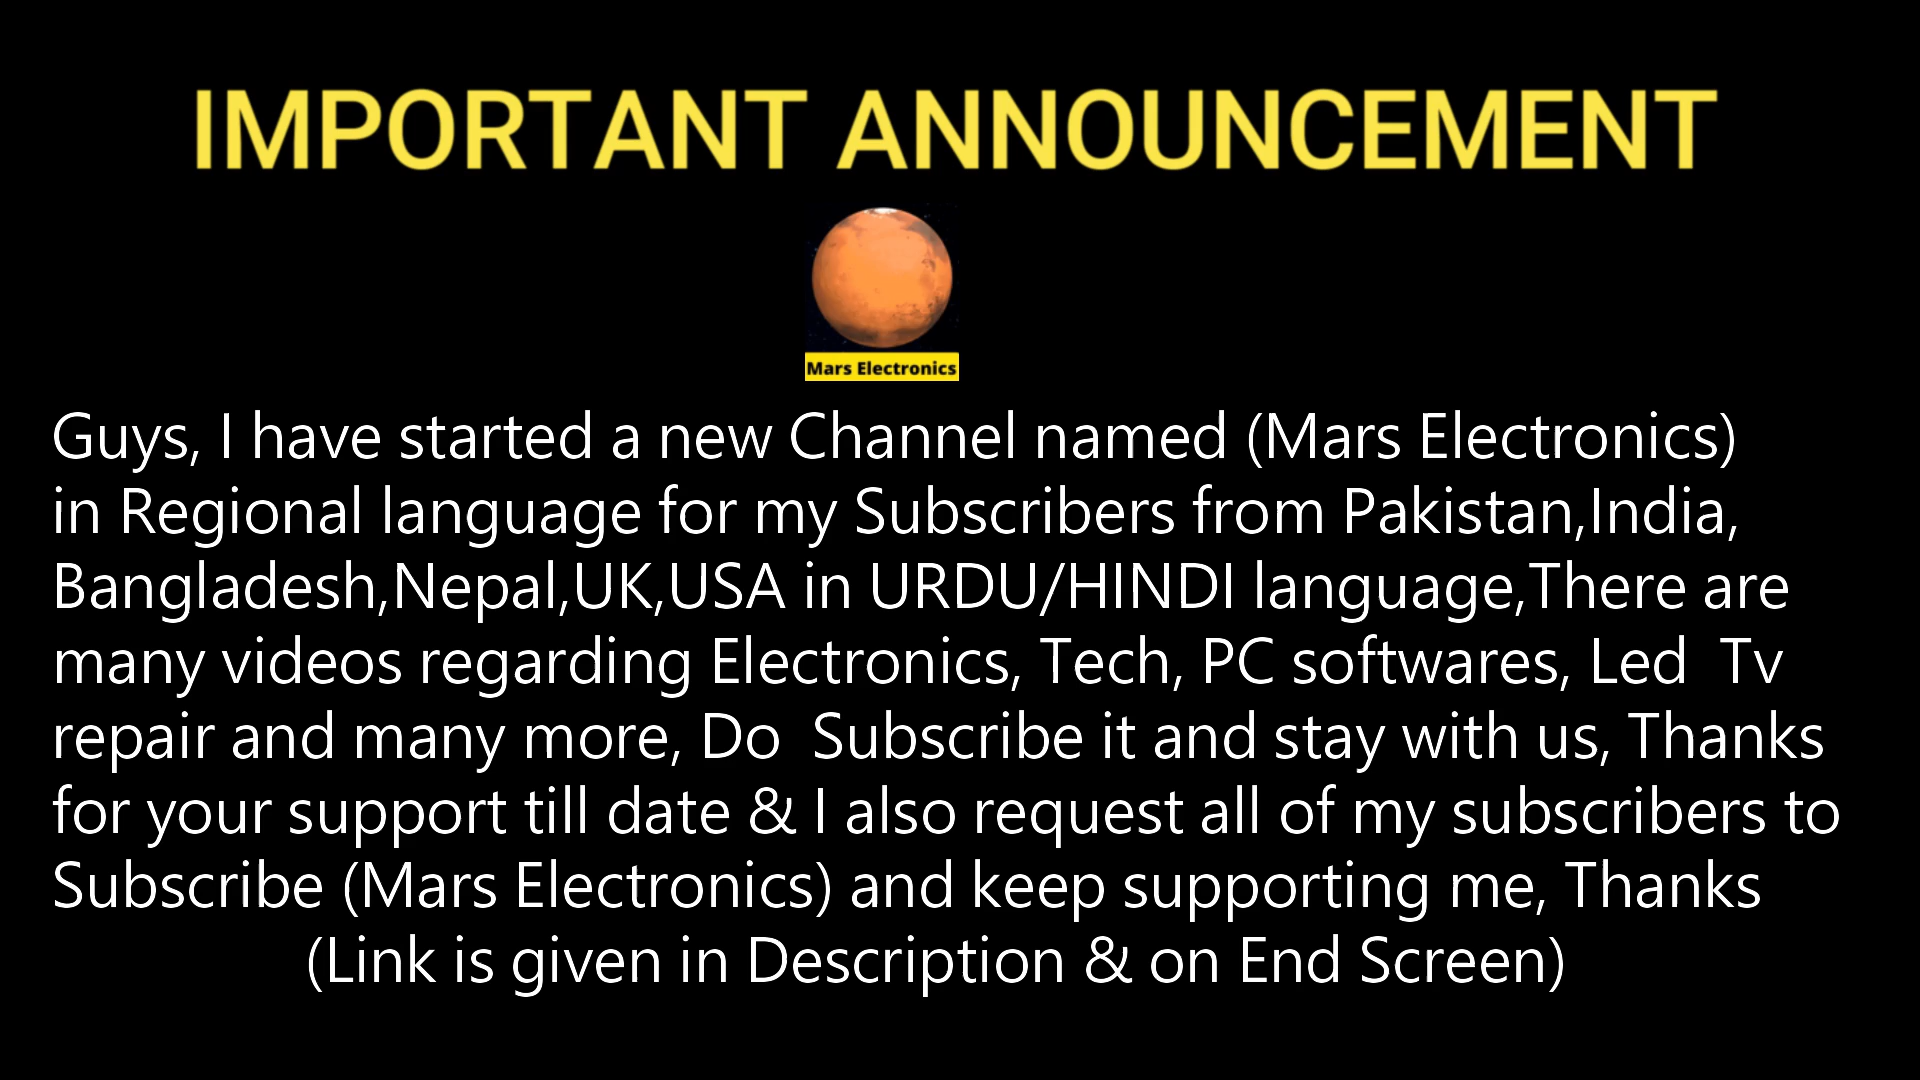 IMPORTANT ANNOUNCEMENT
Mars Electronics
Guys, I have started a new Channel named (Mars Electronics)
in Regional language for my Subscribers from Pakistan,India,
Bangladesh,Nepal,UK,USA in URDU/HINDI language,There are
many videos regarding Electronics, Tech, PC softwares, Led  Tv
repair and many more, Do  Subscribe it and stay with us, Thanks
for your support till date & I also request all of my subscribers to
Subscribe (Mars Electronics) and keep supporting me, Thanks
(Link is given in Description & on End Screen)